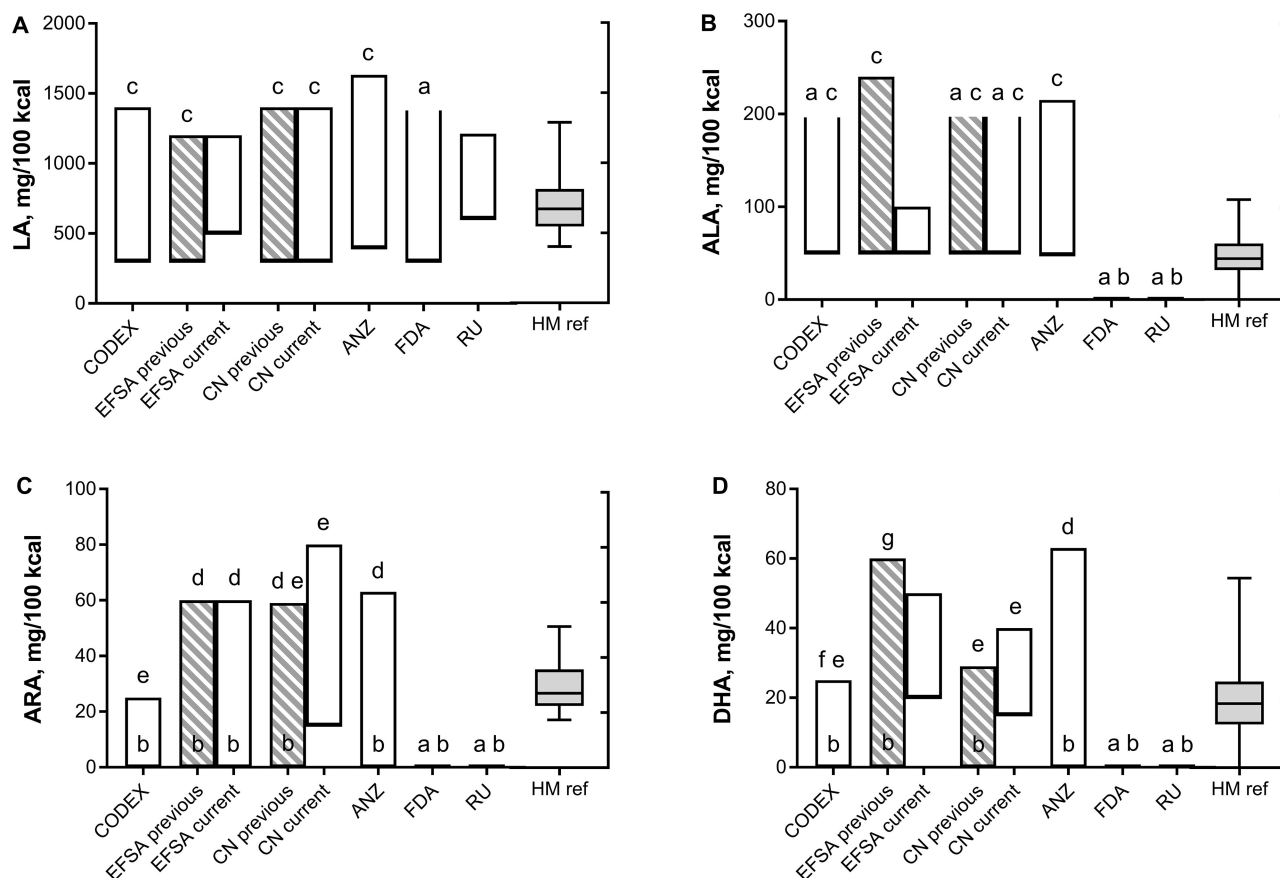 A
LA, mg/100 kcal
2000
1500
1000
500
0
c
c
c
c
c
a
CODEX
EFSA previous
EFSA current
CN previous
CN current
ANZ
FDA
RU
HM ref
B
ALA, mg/100 kcal
300
200
100
0
a c
c
a c
a c
c
a b
a b
CODEX
EFSA previous
EFSA current
CN previous
CN current
ANZ
FDA
RU
HM ref
C
ARA, mg/100 kcal
100
80
60
40
20
0
e
d
d
d e
e
d
b
b
b
b
b
a b
a b
CODEX
EFSA previous
EFSA current
CN previous
CN current
ANZ
FDA
RU
HM ref
D
DHA, mg/100 kcal
80
60
40
20
0
f e
g
e
e
d
b
b
b
b
a b
a b
CODEX
EFSA previous
EFSA current
CN previous
CN current
ANZ
FDA
RU
HM ref